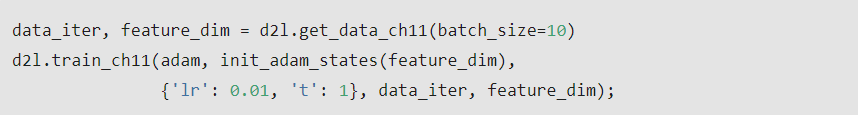 data_iter, feature_dim = d2l.get_data_ch11(batch_size=10)
d2l.train_ch11(adam, init_adam_states(feature_dim),
               {'lr': 0.01, 't': 1}, data_iter, feature_dim);